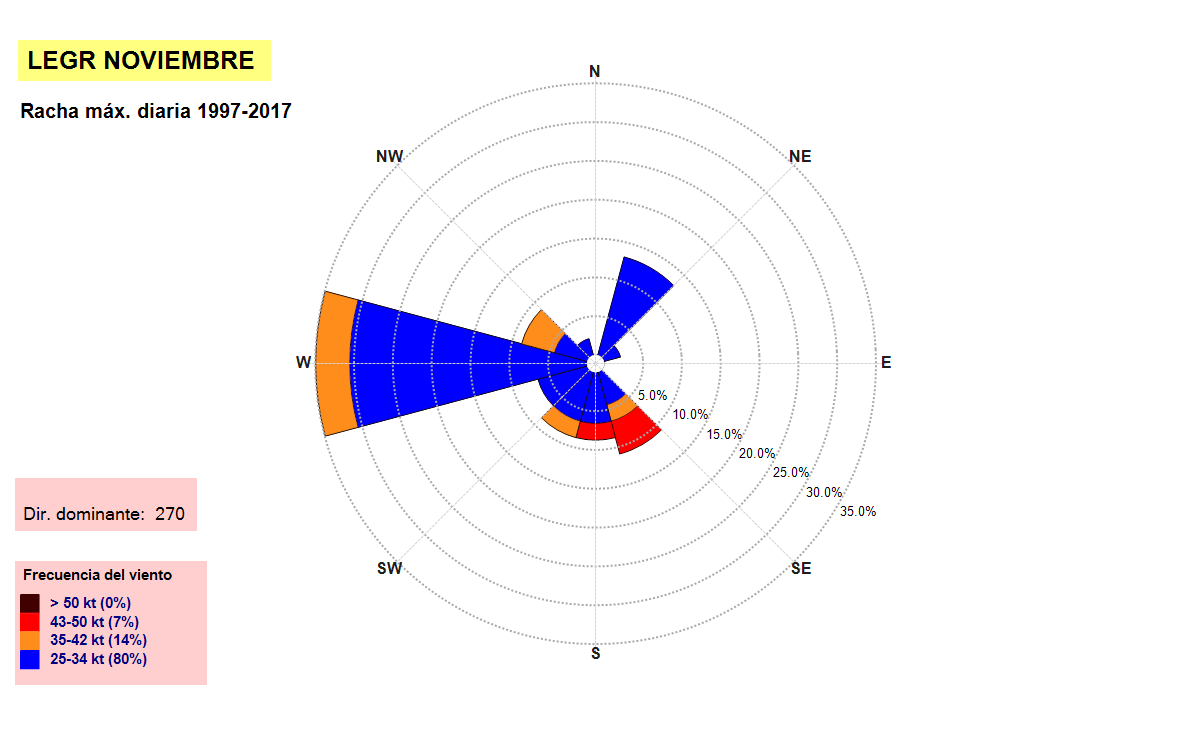 LEGR NOVIEMBRE
Racha máx. diaria 1997-2017
N
NW
NE
W
E
5.0%
10.0%
15.0%
20.0%
25.0%
30.0%
35.0%
SW
SE
S
Dir. dominante: 270
Frecuencia del viento
> 50 kt (0%)
43-50 kt (7%)
35-42 kt (14%)
25-34 kt (80%)